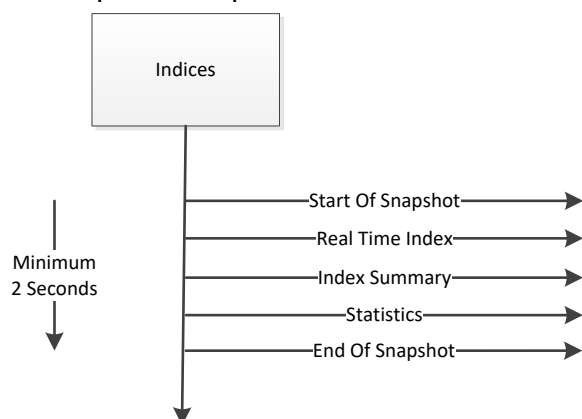 Indices
Start Of Snapshot
Real Time Index
Minimum
2 Seconds
Index Summary
Statistics
End Of Snapshot